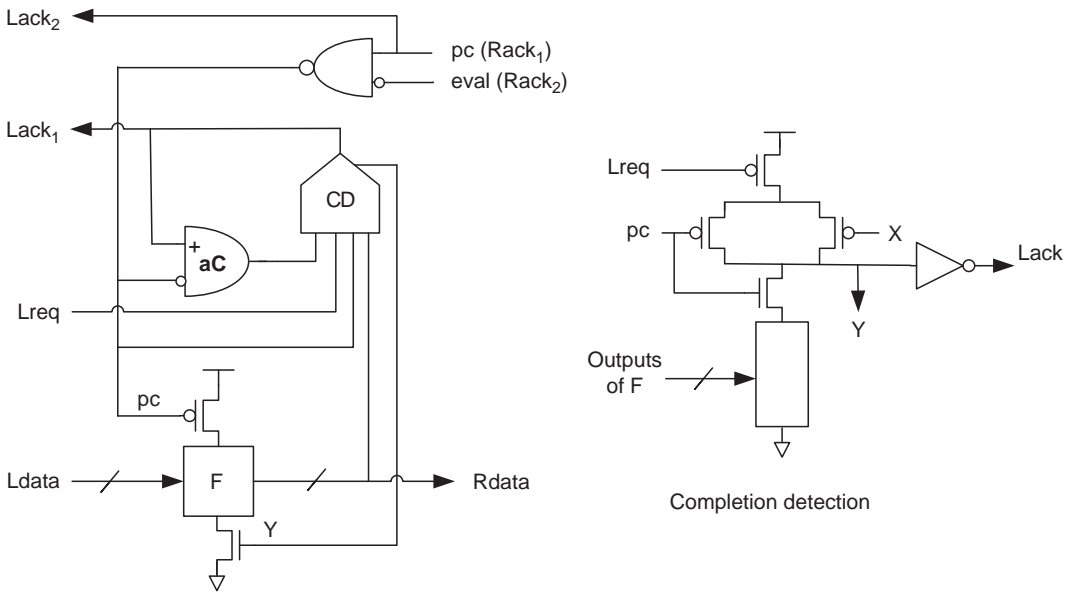 Lack₂
pc (Rack₁)
eval (Rack₂)
Lack₁
CD
+
aC
Lreq
pc
Ldata
F
Rdata
Y
Lreq
pc
X
Lack
Y
Outputs
of F
Completion detection